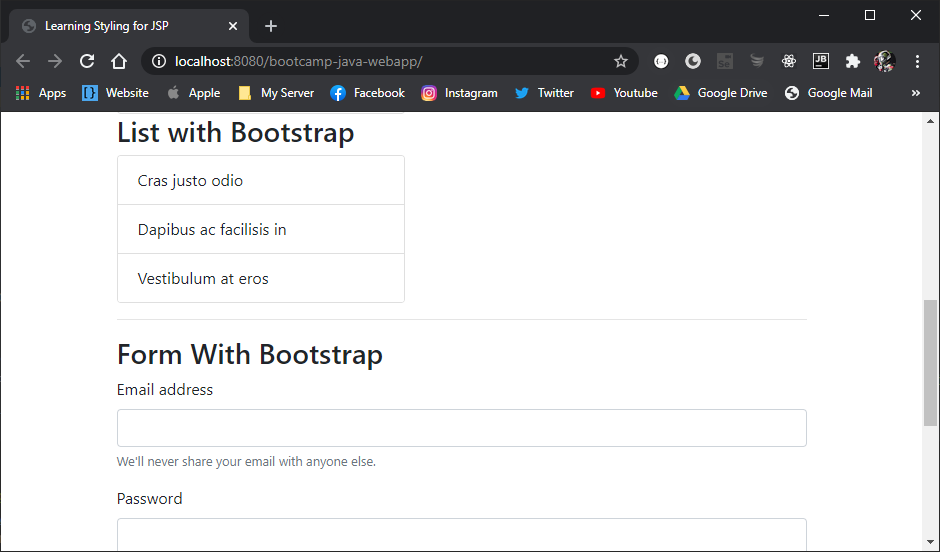 Learning Styling for JSP
localhost:8080/bootcamp-java-webapp/
Apps Website Apple My Server Facebook Instagram Twitter Youtube Google Drive Google Mail »
List with Bootstrap
Cras justo odio
Dapibus ac facilisis in
Vestibulum at eros
Form With Bootstrap
Email address
We'll never share your email with anyone else.
Password